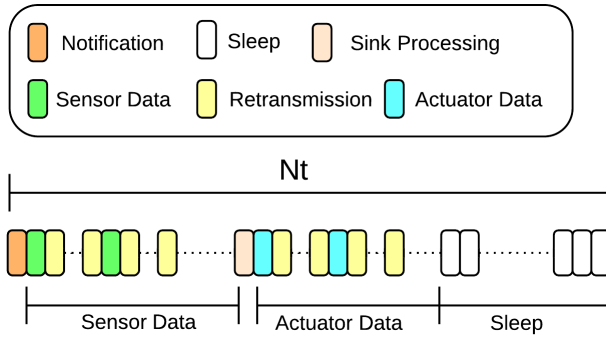 Notification Sleep Sink Processing
Sensor Data Retransmission Actuator Data
Nt
Sensor Data Actuator Data Sleep